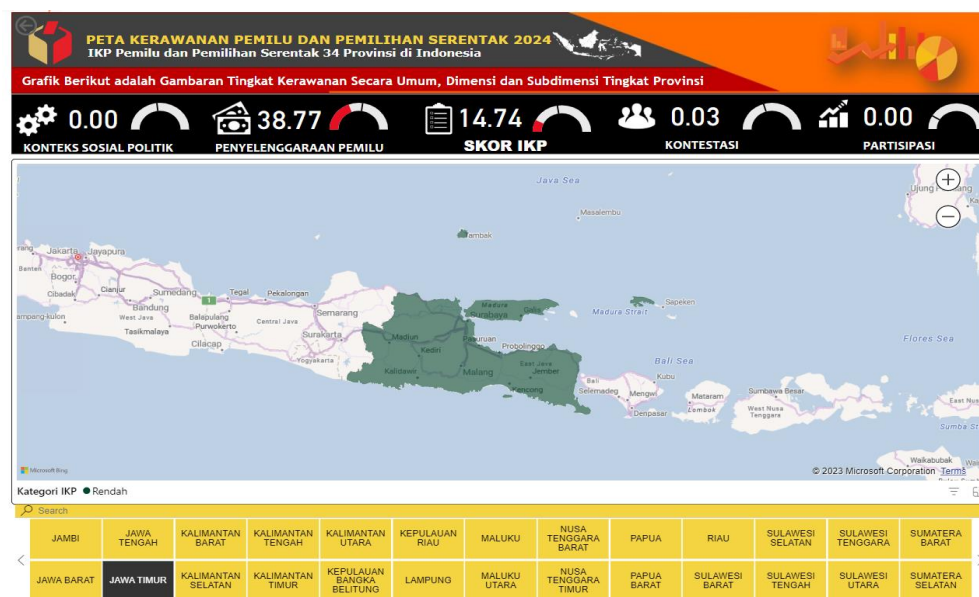 PETA KERAWANAN PEMILU DAN PEMILIHAN SERENTAK 2024
IKP Pemilu dan Pemilihan Serentak 34 Provinsi di Indonesia
Grafik Berikut adalah Gambaran Tingkat Kerawanan Secara Umum, Dimensi dan Subdimensi Tingkat Provinsi
0.00
38.77
14.74
0.03
0.00
KONTEKS SOSIAL POLITIK
PENYELENGGARAAN PEMILU
SKOR IKP
KONTESTASI
PARTISIPASI
Java Sea
Masalembu
Tambak
Jakarta
Jayapura
Banten
Bogor
Cibadak
Cianjur
Sumedang
Tegal
Pekalongan
Semarang
1
Bandung
West Java
Balapulang
Purwokerto
Central Java
Tasikmalaya
Cilacap
Surakarta
Yogyakarta
Madura
Surabaya
Madura Strait
Sapeken
Madiun
Kediri
Pasuruan
Probolinggo
East Java
Jember
Kalidawir
Malang
Kencong
Bali Sea
Flores Sea
Bali
Kubu
Selemadeg
Mengwi
Denpasar
Mataram
Lombok
Sumbawa Besar
West Nusa
Tenggara
Waikabubak
Microsoft Bing
© 2023 Microsoft Corporation Terms
Kategori IKP Rendah
Search
JAMBI
JAWA
TENGAH
KALIMANTAN
BARAT
KALIMANTAN
TENGAH
KALIMANTAN
UTARA
KEPULAUAN
RIAU
MALUKU
NUSA
TENGGARA
BARAT
PAPUA
RIAU
SULAWESI
SELATAN
SULAWESI
TENGGARA
SUMATERA
BARAT
JAWA BARAT
JAWA TIMUR
KALIMANTAN
SELATAN
KALIMANTAN
TIMUR
KEPULAUAN
BANGKA
BELITUNG
LAMPUNG
MALUKU
UTARA
NUSA
TENGGARA
TIMUR
PAPUA
BARAT
SULAWESI
BARAT
SULAWESI
TENGAH
SULAWESI
UTARA
SUMATERA
SELATAN